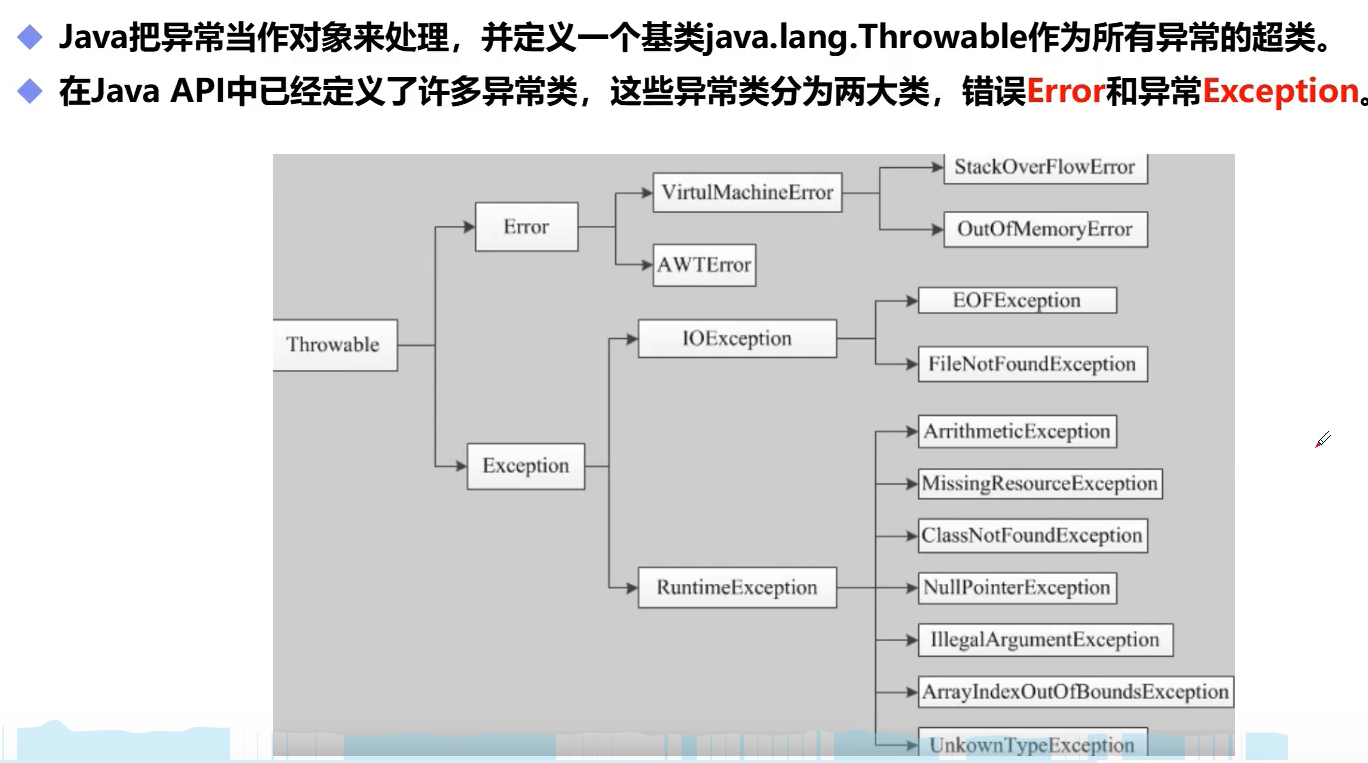 Java把异常当作对象来处理，并定义一个基类java.lang.Throwable作为所有异常的超类。
在Java API中已经定义了许多异常类，这些异常类分为两大类，错误Error和异常Exception。
StackOverFlowError
VirtulMachineError
Error
OutOfMemoryError
AWTError
EOFException
IOException
Throwable
FileNotFoundException
ArrithmeticException
Exception
MissingResourceException
ClassNotFoundException
RuntimeException
NullPointerException
IllegalArgumentException
ArrayIndexOutOfBoundsException
UnkownTypeException